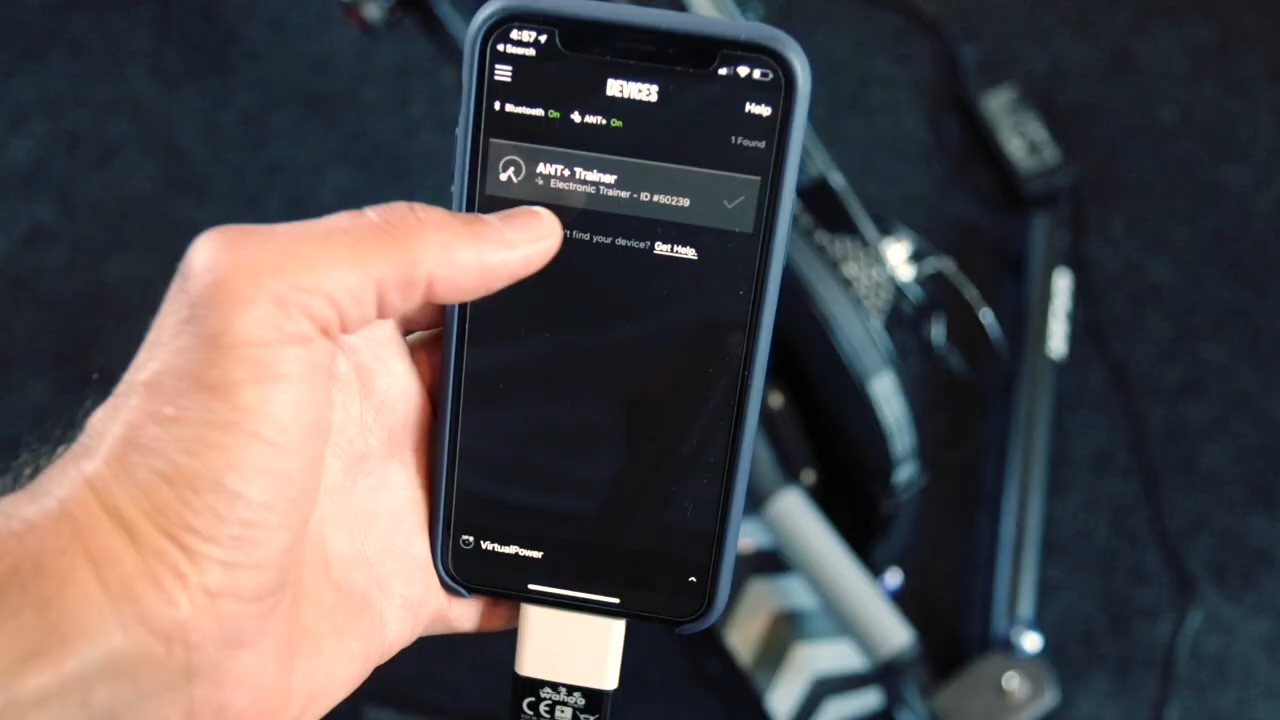 4:57
Search
DEVICES
Help
Bluetooth On ANT+ On
1 Found
ANT+ Trainer
Electronic Trainer - ID #50239
't find your device? Get Help.
VirtualPower
wahoo
CE